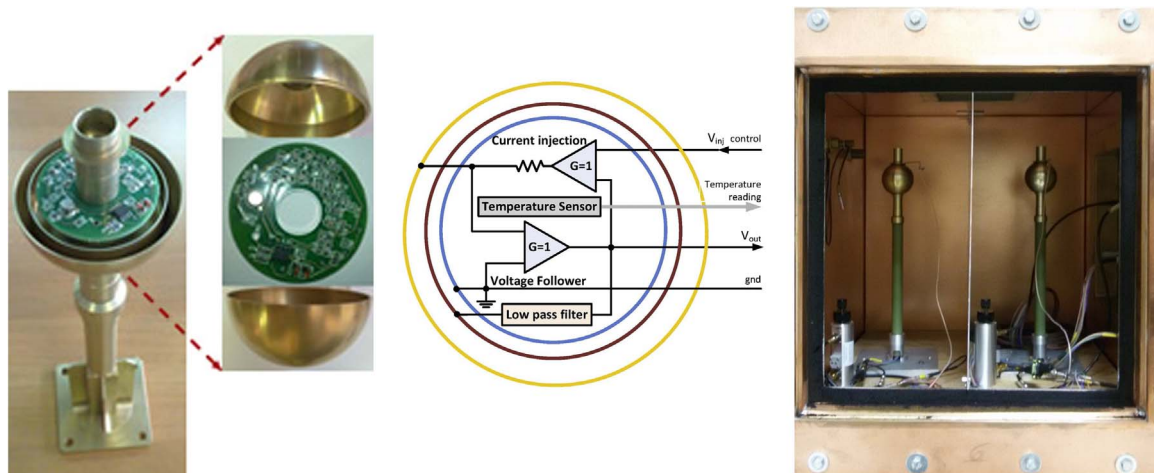 Current injection
V_inj control
G=1
Temperature
reading
Temperature Sensor
G=1
V_out
Voltage Follower
gnd
Low pass filter